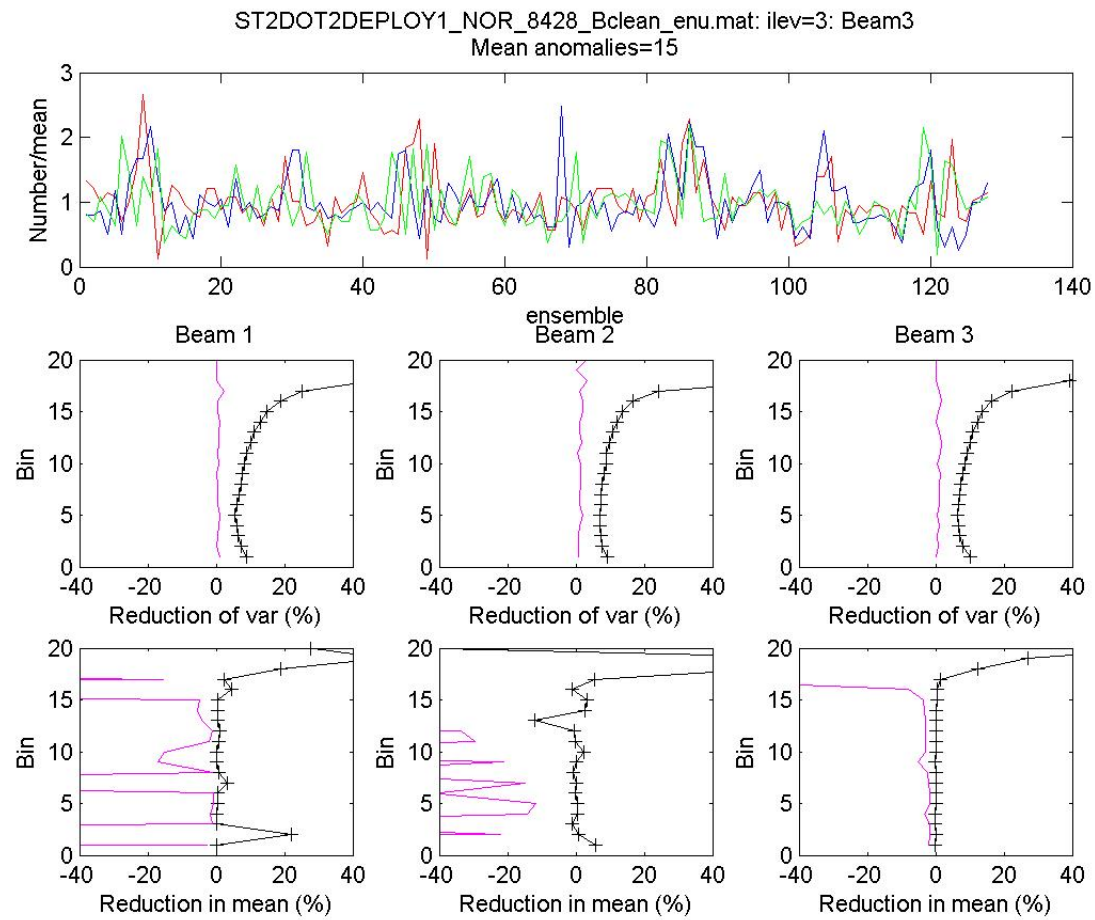 ST2DOT2DEPLOY1_NOR_8428_Bclean_enu.mat: ilev=3: Beam3
Mean anomalies=15
3
2
1
0
Number/mean
0 20 40 60 80 100 120 140
ensemble
Beam 1 Beam 2 Beam 3
20 20 20
15 15 15
10 10 10
5 5 5
0 0 0
Bin Bin Bin
-40 -20 0 20 40 -40 -20 0 20 40 -40 -20 0 20 40
Reduction of var (%) Reduction of var (%) Reduction of var (%)
20 20 20
15 15 15
10 10 10
5 5 5
0 0 0
Bin Bin Bin
-40 -20 0 20 40 -40 -20 0 20 40 -40 -20 0 20 40
Reduction in mean (%) Reduction in mean (%) Reduction in mean (%)